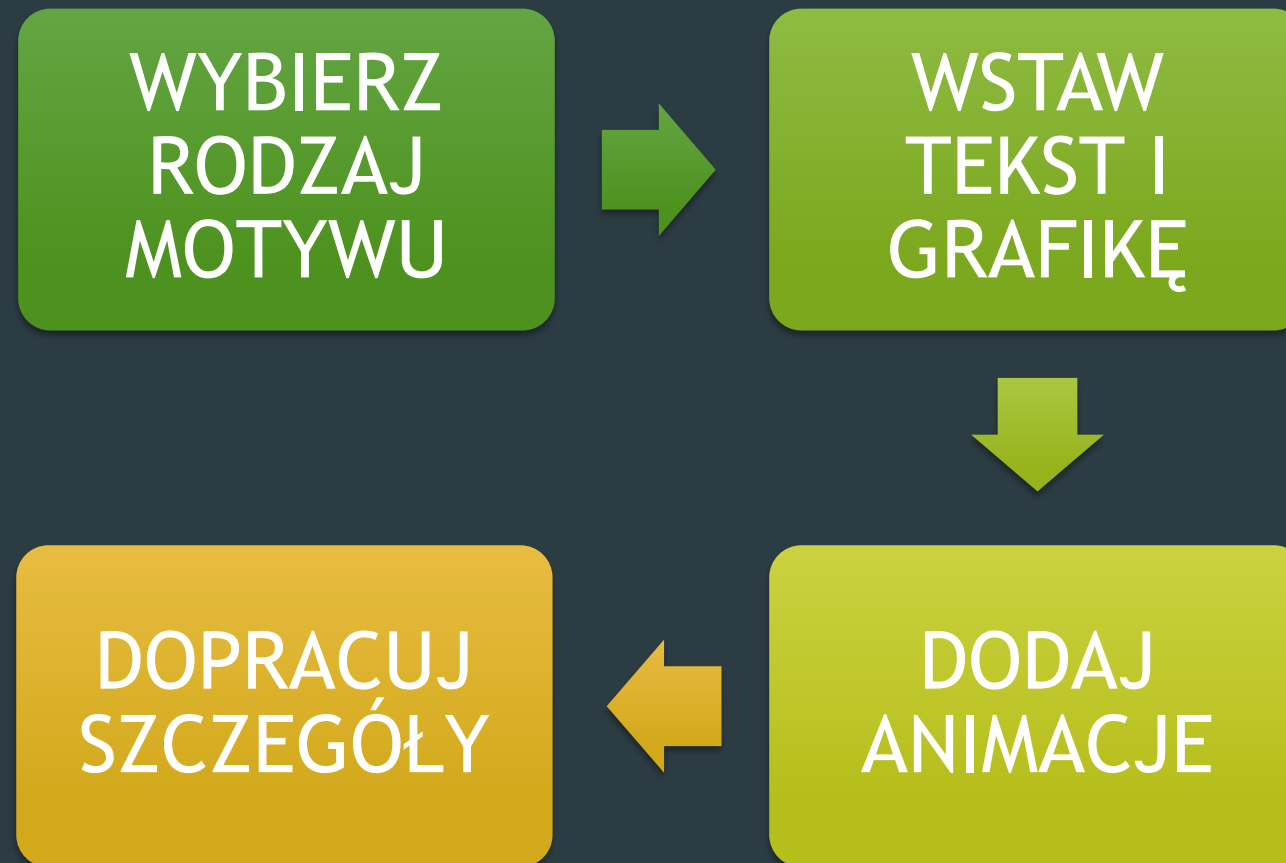 WYBIERZ
RODZAJ
MOTYWU
WSTAW
TEKST I
GRAFIKĘ
DODAJ
ANIMACJE
DOPRACUJ
SZCZEGÓŁY